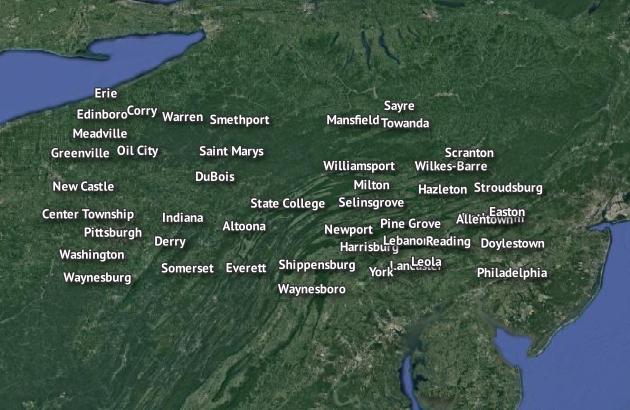 Erie
Sayre
Edinboro
Corry
Warren
Smethport
Mansfield
Towanda
Meadville
Greenville
Oil City
Saint Marys
Scranton
Williamsport
Wilkes-Barre
DuBois
New Castle
Milton
Hazleton
Stroudsburg
State College
Selinsgrove
Center Township
Indiana
Easton
Allentown
Pittsburgh
Altoona
Newport
Pine Grove
Derry
Harrisburg
Lebanon
Reading
Doylestown
Washington
Waynesburg
Somerset
Everett
Shippensburg
York
Lancaster
Leola
Philadelphia
Waynesboro